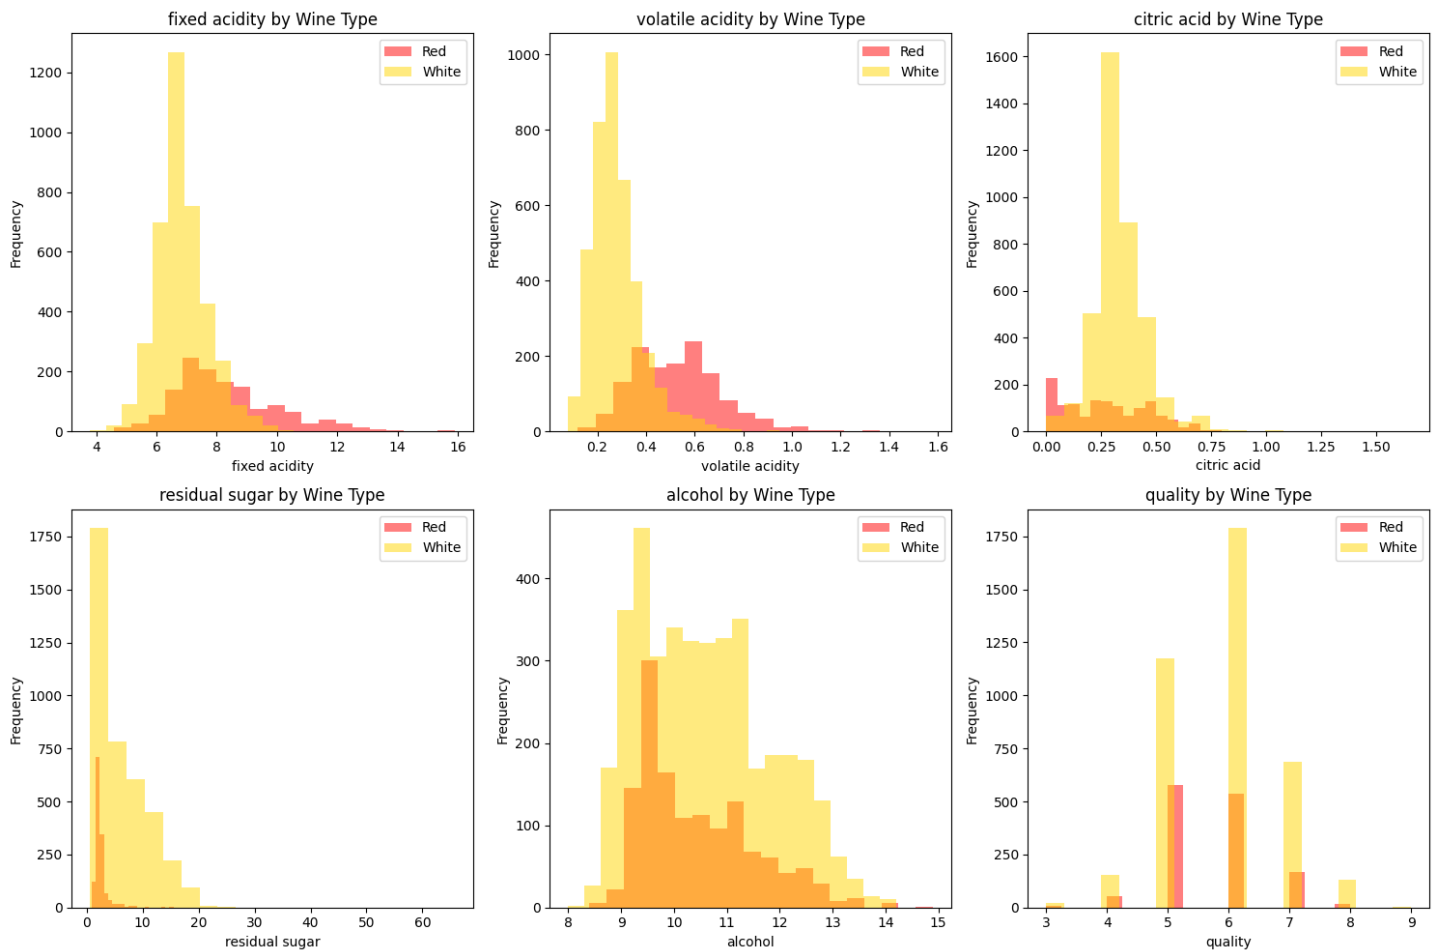 fixed acidity by Wine Type
Red
White
1200
1000
800
600
400
200
0
Frequency
4 6 8 10 12 14 16
fixed acidity
volatile acidity by Wine Type
Red
White
1000
800
600
400
200
0
Frequency
0.2 0.4 0.6 0.8 1.0 1.2 1.4 1.6
volatile acidity
citric acid by Wine Type
Red
White
1600
1400
1200
1000
800
600
400
200
0
Frequency
0.00 0.25 0.50 0.75 1.00 1.25 1.50
citric acid
residual sugar by Wine Type
Red
White
1750
1500
1250
1000
750
500
250
0
Frequency
0 10 20 30 40 50 60
residual sugar
alcohol by Wine Type
Red
White
400
300
200
100
0
Frequency
8 9 10 11 12 13 14 15
alcohol
quality by Wine Type
Red
White
1750
1500
1250
1000
750
500
250
0
Frequency
3 4 5 6 7 8 9
quality